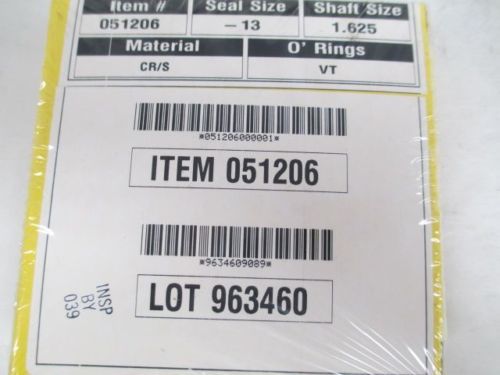 Item # Seal Size Shaft Size
051206 - 13 1.625
Material O' Rings
CR/S VT
*051206000001*
ITEM 051206
*9634609089*
LOT 963460
INSP
BY
039